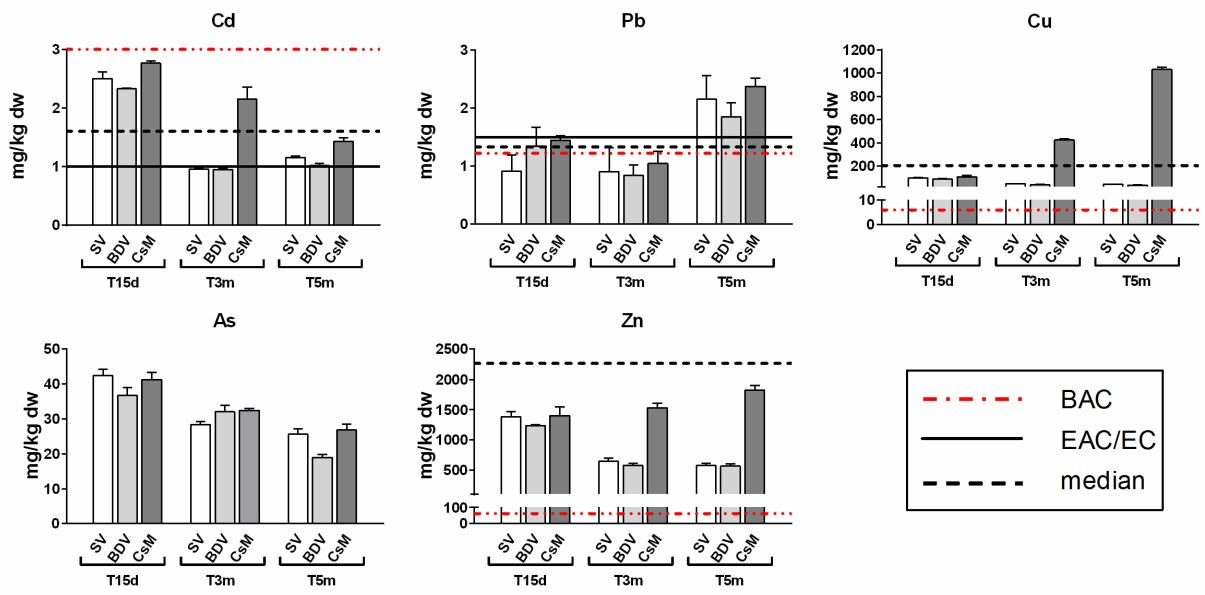 Cd
mg/kg dw
3
2
1
0
SV
BDV
CsM
SV
BDV
CsM
SV
BDV
CsM
T15d
T3m
T5m
Pb
mg/kg dw
3
2
1
0
SV
BDV
CsM
SV
BDV
CsM
SV
BDV
CsM
T15d
T3m
T5m
Cu
mg/kg dw
1200
1000
800
600
400
200
10
0
SV
BDV
CsM
SV
BDV
CsM
SV
BDV
CsM
T15d
T3m
T5m
As
mg/kg dw
50
40
30
20
10
0
SV
BDV
CsM
SV
BDV
CsM
SV
BDV
CsM
T15d
T3m
T5m
Zn
mg/kg dw
2500
2000
1500
1000
500
100
0
SV
BDV
CsM
SV
BDV
CsM
SV
BDV
CsM
T15d
T3m
T5m
BAC
EAC/EC
median